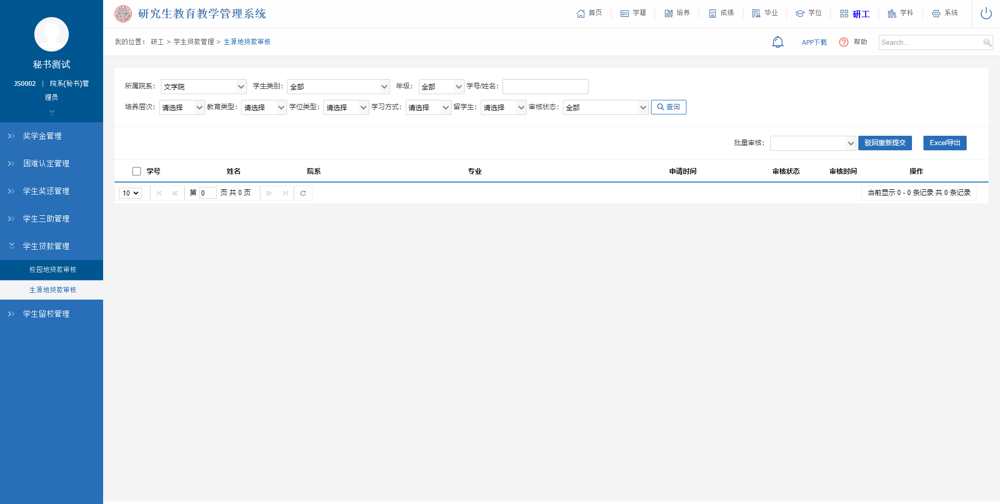 研究生教育教学管理系统
首页 学籍 培养 成绩 毕业 学位 研工 学科 系统
我的位置： 研工 > 学生贷款管理 > 生源地贷款审核
APP下载 帮助 Search...
秘书测试
JS0002 | 院系(秘书)管
理员
奖学金管理
困难认定管理
学生奖惩管理
学生三助管理
学生贷款管理
校园地贷款审核
生源地贷款审核
学生留校管理
所属院系： 文学院 学生类别： 全部 年级： 全部 学号/姓名：
培养层次： 请选择 教育类型： 请选择 学位类型： 请选择 学习方式： 请选择 留学生： 请选择 审核状态： 全部 查询
批量审核： 驳回重新提交 Excel导出
学号 姓名 院系 专业 申请时间 审核状态 审核时间 操作
10 第 0 页 共 0 页 当前显示 0 - 0 条记录 共 0 条记录